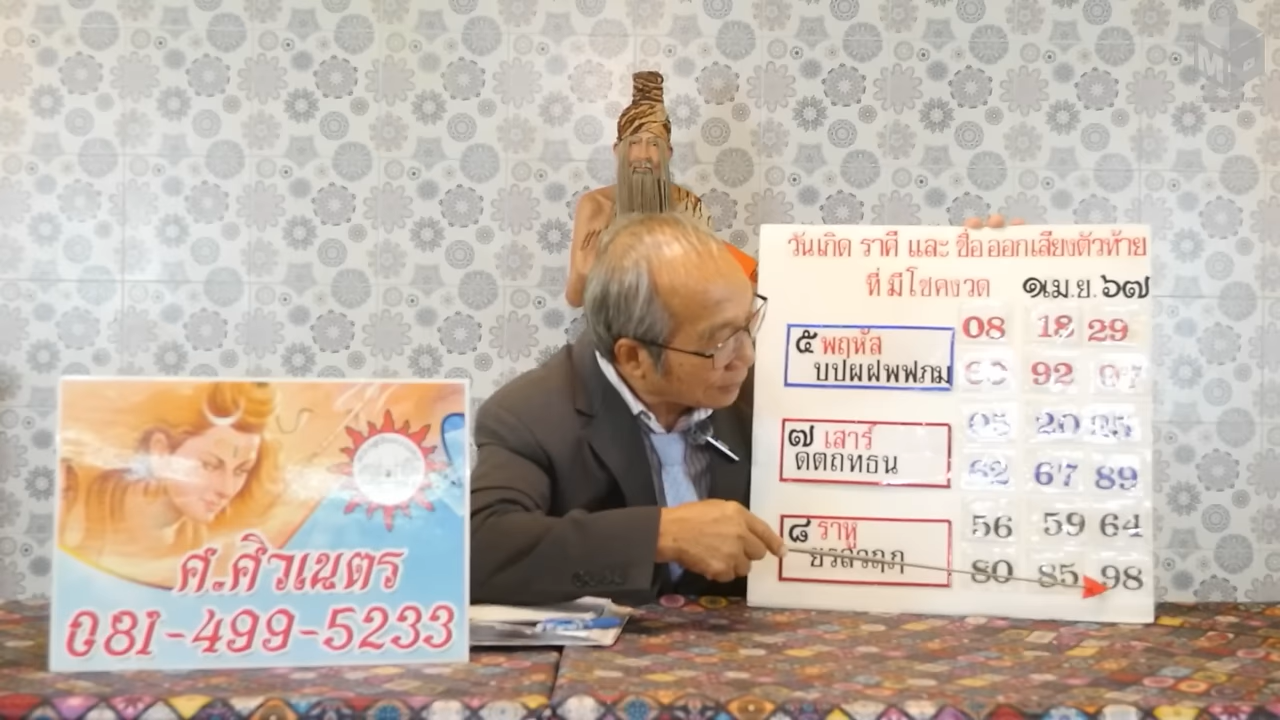 วันเกิด ราศี และ ชื่อ ออกเสียงตัวท้าย
ที่ มีโชคงวด ๑เม.ย.๖๗
08 18 29
๕ พฤหัส
บปผฝพฟภม 92
05 20
๗ เสาร์
ดตถทธน 67 89
56 59 64
๘ ราหู
80 85 98
ศ.ศิวเนตร
081-499-5233